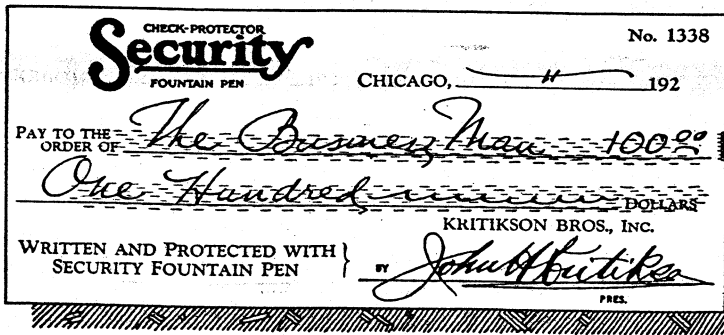 CHECK-PROTECTOR
Security
FOUNTAIN PEN
No. 1338
CHICAGO, " 192
PAY TO THE ORDER OF The Business Man 100 00
One Hundred DOLLARS
KRITIKSON BROS., INC.
WRITTEN AND PROTECTED WITH
SECURITY FOUNTAIN PEN
BY John H Kritikson
PRES.